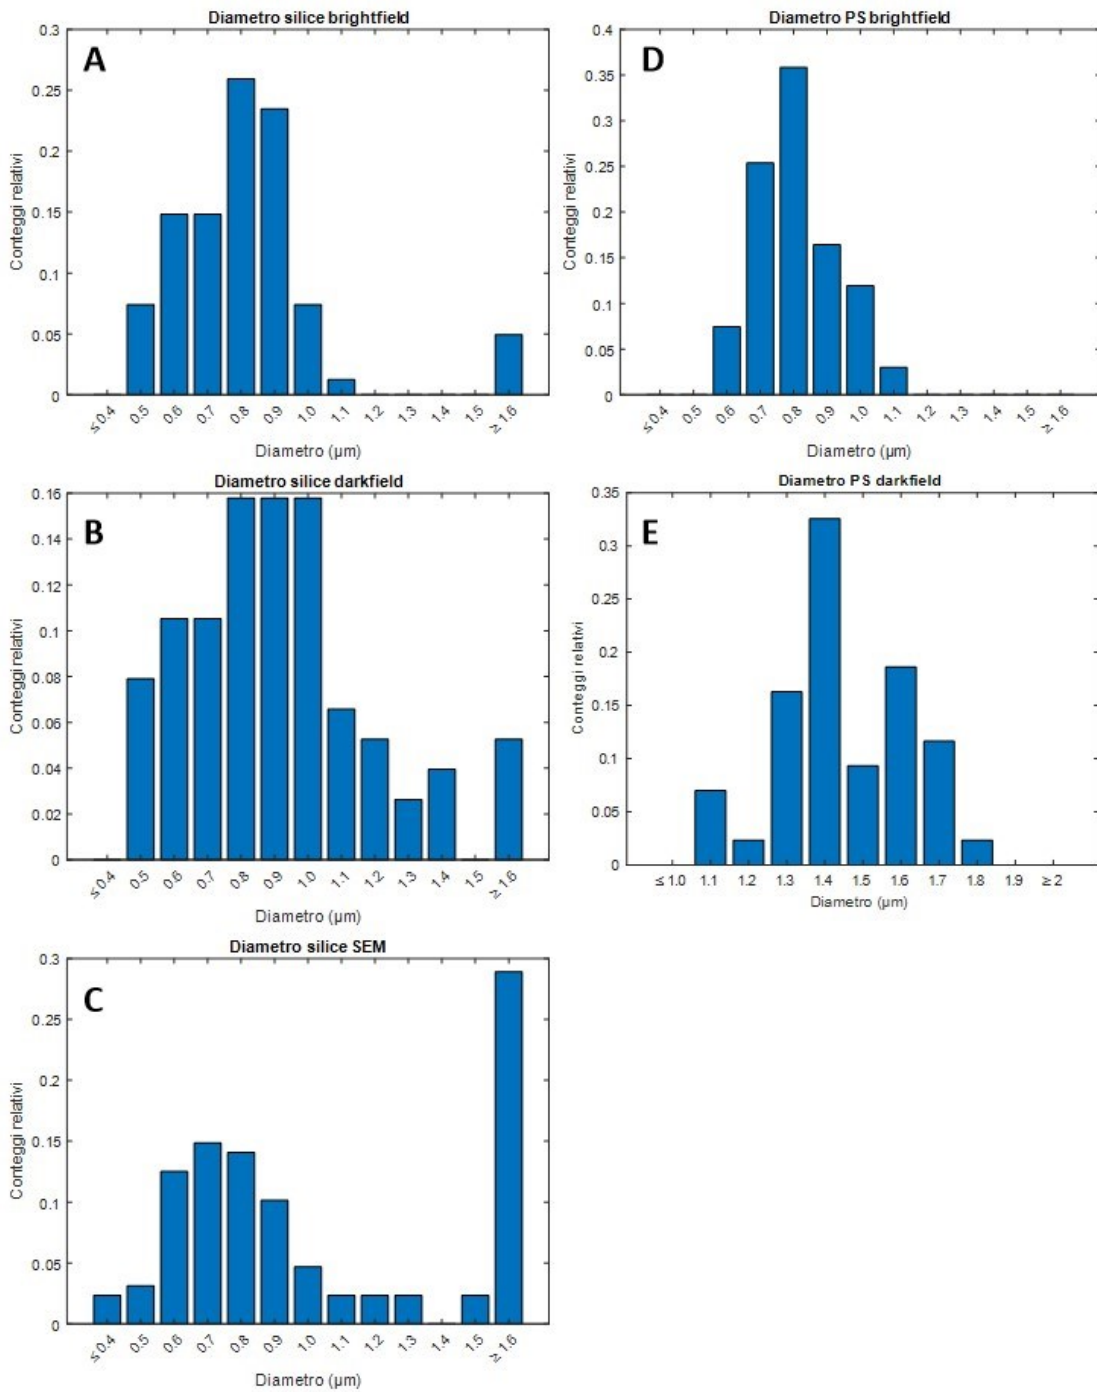 Diametro silice brightfield
A
Conteggi relativi
0.3
0.25
0.2
0.15
0.1
0.05
0
≤ 0.4 0.5 0.6 0.7 0.8 0.9 1.0 1.1 1.2 1.3 1.4 1.5 ≥ 1.6
Diametro (µm)
Diametro PS brightfield
D
Conteggi relativi
0.4
0.35
0.3
0.25
0.2
0.15
0.1
0.05
0
≤ 0.4 0.5 0.6 0.7 0.8 0.9 1.0 1.1 1.2 1.3 1.4 1.5 ≥ 1.6
Diametro (µm)
Diametro silice darkfield
B
Conteggi relativi
0.16
0.14
0.12
0.1
0.08
0.06
0.04
0.02
0
≤ 0.4 0.5 0.6 0.7 0.8 0.9 1.0 1.1 1.2 1.3 1.4 1.5 ≥ 1.6
Diametro (µm)
Diametro PS darkfield
E
Conteggi relativi
0.35
0.3
0.25
0.2
0.15
0.1
0.05
0
≤ 1.0 1.1 1.2 1.3 1.4 1.5 1.6 1.7 1.8 1.9 ≥ 2
Diametro (µm)
Diametro silice SEM
C
Conteggi relativi
0.3
0.25
0.2
0.15
0.1
0.05
0
≤ 0.4 0.5 0.6 0.7 0.8 0.9 1.0 1.1 1.2 1.3 1.4 1.5 ≥ 1.6
Diametro (µm)